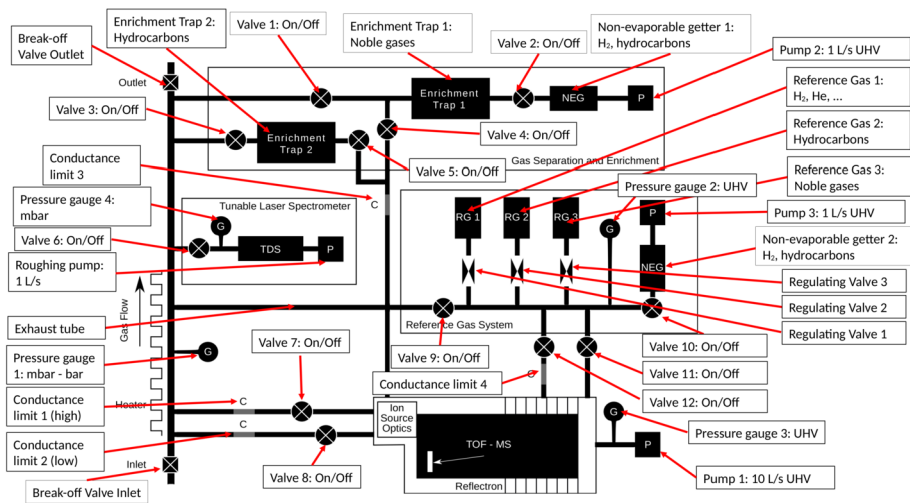 Break-off
Valve Outlet
Enrichment Trap 2:
Hydrocarbons
Valve 1: On/Off
Enrichment Trap 1:
Noble gases
Valve 2: On/Off
Non-evaporable getter 1:
H₂, hydrocarbons
Pump 2: 1 L/s UHV
Reference Gas 1:
H₂, He, ...
Reference Gas 2:
Hydrocarbons
Reference Gas 3:
Noble gases
Outlet
Valve 3: On/Off
Enrichment
Trap 1
NEG
P
Enrichment
Trap 2
Valve 4: On/Off
Valve 5: On/Off
Gas Separation and Enrichment
Conductance
limit 3
C
Pressure gauge 4:
mbar
Tunable Laser Spectrometer
G
Valve 6: On/Off
TDS
P
Roughing pump:
1 L/s
Pressure gauge 2: UHV
RG 1
RG 2
RG 3
G
P
Pump 3: 1 L/s UHV
NEG
Non-evaporable getter 2:
H₂, hydrocarbons
Regulating Valve 3
Regulating Valve 2
Regulating Valve 1
Reference Gas System
Gas Flow
Exhaust tube
Valve 7: On/Off
Valve 9: On/Off
Valve 10: On/Off
Pressure gauge
1: mbar - bar
G
Valve 11: On/Off
Conductance limit 4
C
Valve 12: On/Off
Conductance
limit 1 (high)
Heater
C
Conductance
limit 2 (low)
C
Ion
Source
Optics
TOF - MS
Reflectron
G
Pressure gauge 3: UHV
P
Pump 1: 10 L/s UHV
Inlet
Valve 8: On/Off
Break-off Valve Inlet